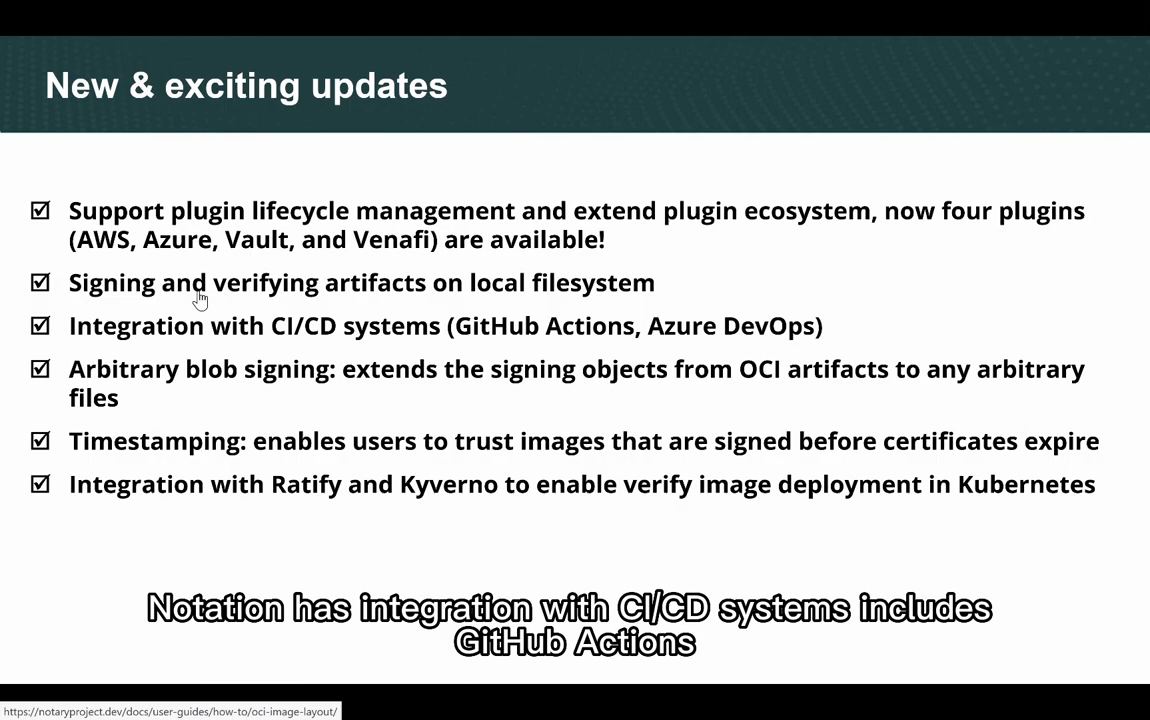 New & exciting updates
Support plugin lifecycle management and extend plugin ecosystem, now four plugins
(AWS, Azure, Vault, and Venafi) are available!
Signing and verifying artifacts on local filesystem
Integration with CI/CD systems (GitHub Actions, Azure DevOps)
Arbitrary blob signing: extends the signing objects from OCI artifacts to any arbitrary
files
Timestamping: enables users to trust images that are signed before certificates expire
Integration with Ratify and Kyverno to enable verify image deployment in Kubernetes
Notation has integration with CI/CD systems includes
GitHub Actions
https://notaryproject.dev/docs/user-guides/how-to/oci-image-layout/